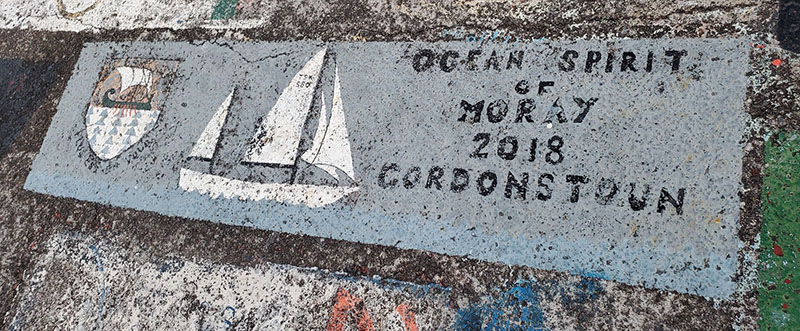 OCEAN SPIRIT
OF
MORAY
2018
GORDONSTOUN